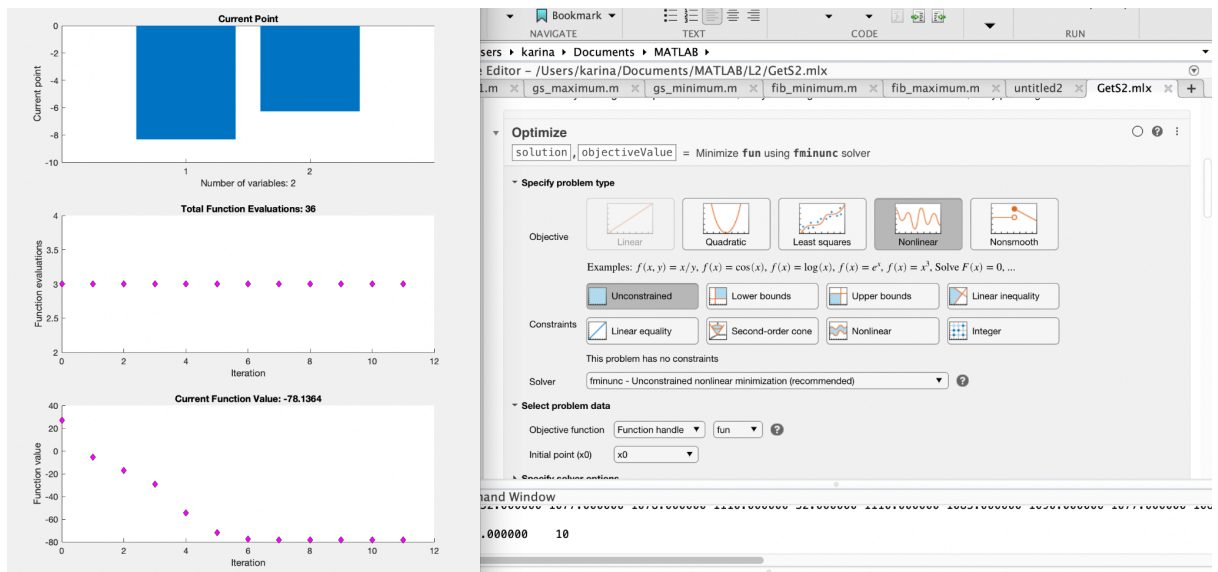 Current Point
0
-2
-4
-6
-8
-10
Current point
1 2
Number of variables: 2
Total Function Evaluations: 36
4
3.5
3
2.5
2
Function evaluations
0 2 4 6 8 10 12
Iteration
Current Function Value: -78.1364
40
20
0
-20
-40
-60
-80
Function value
0 2 4 6 8 10 12
Iteration
Bookmark
NAVIGATE TEXT CODE RUN
sers ▸ karina ▸ Documents ▸ MATLAB ▸
e Editor – /Users/karina/Documents/MATLAB/L2/GetS2.mlx
1.m × gs_maximum.m × gs_minimum.m × fib_minimum.m × fib_maximum.m × untitled2 × GetS2.mlx × +
Optimize
solution, objectiveValue = Minimize fun using fminunc solver
Specify problem type
Objective
Linear Quadratic Least squares Nonlinear Nonsmooth
Examples: f(x, y) = x/y, f(x) = cos(x), f(x) = log(x), f(x) = e^x, f(x) = x^3, Solve F(x) = 0, ...
Constraints
Unconstrained Lower bounds Upper bounds Linear inequality
Linear equality Second-order cone Nonlinear Integer
This problem has no constraints
Solver fminunc - Unconstrained nonlinear minimization (recommended)
Select problem data
Objective function Function handle fun
Initial point (x0) x0
Specify solver options
mand Window
.000000 10